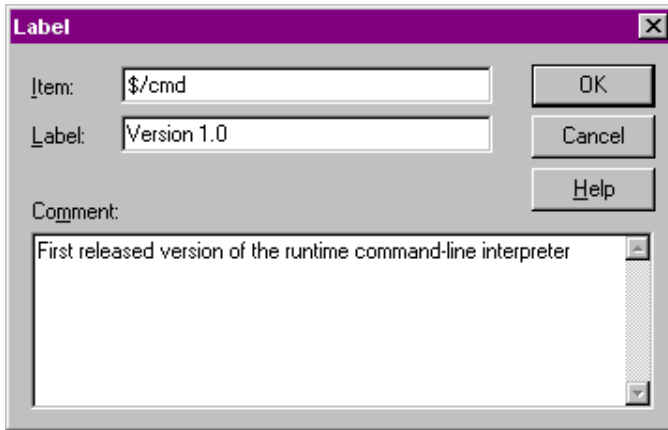 Label
Item: $/cmd
OK
Label: Version 1.0
Cancel
Help
Comment:
First released version of the runtime command-line interpreter